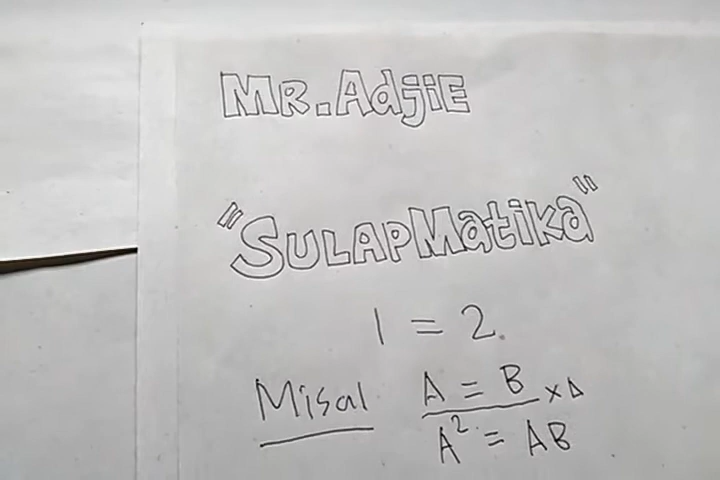 MR. AdjiE
"SULAPMatika"
1 = 2.
Misal A = B × A
A² = AB